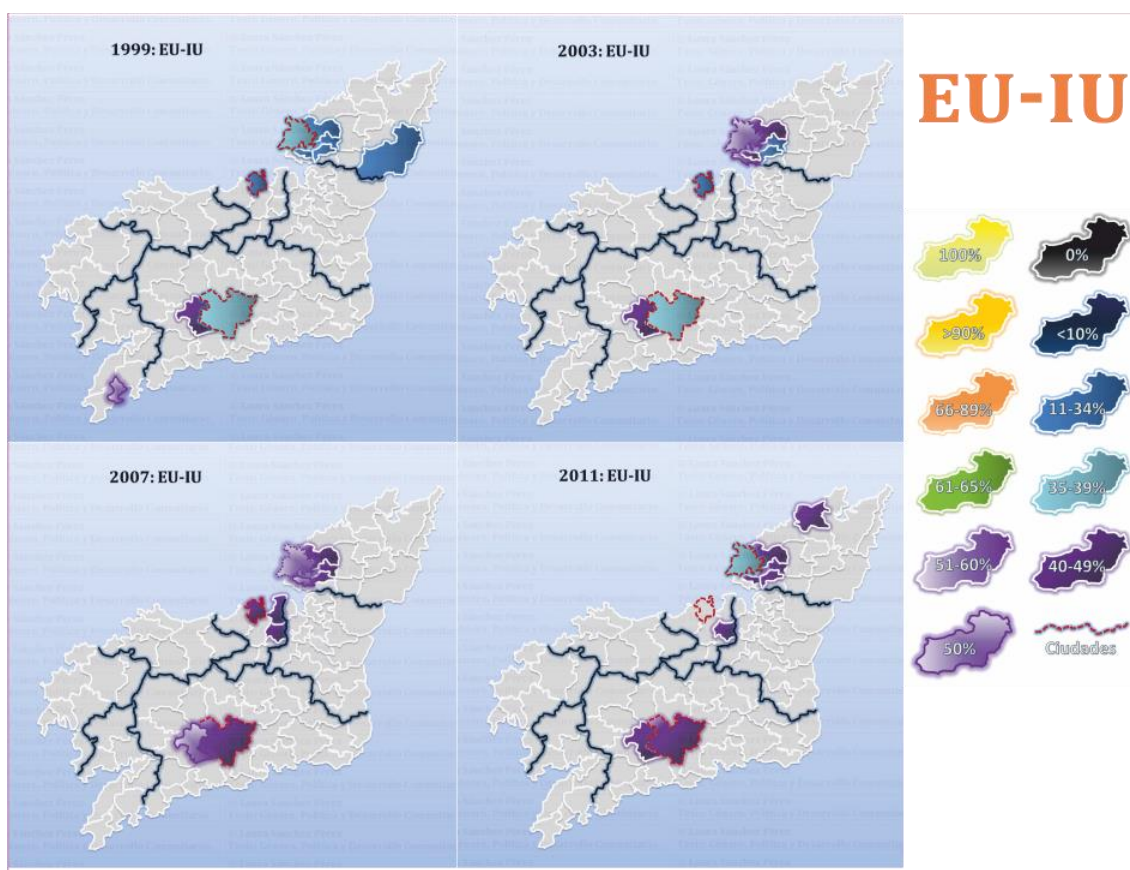 1999: EU-IU
2003: EU-IU
EU-IU
100%
0%
>90%
<10%
66-89%
11-34%
61-65%
35-39%
51-60%
40-49%
50%
Ciudades
2007: EU-IU
2011: EU-IU